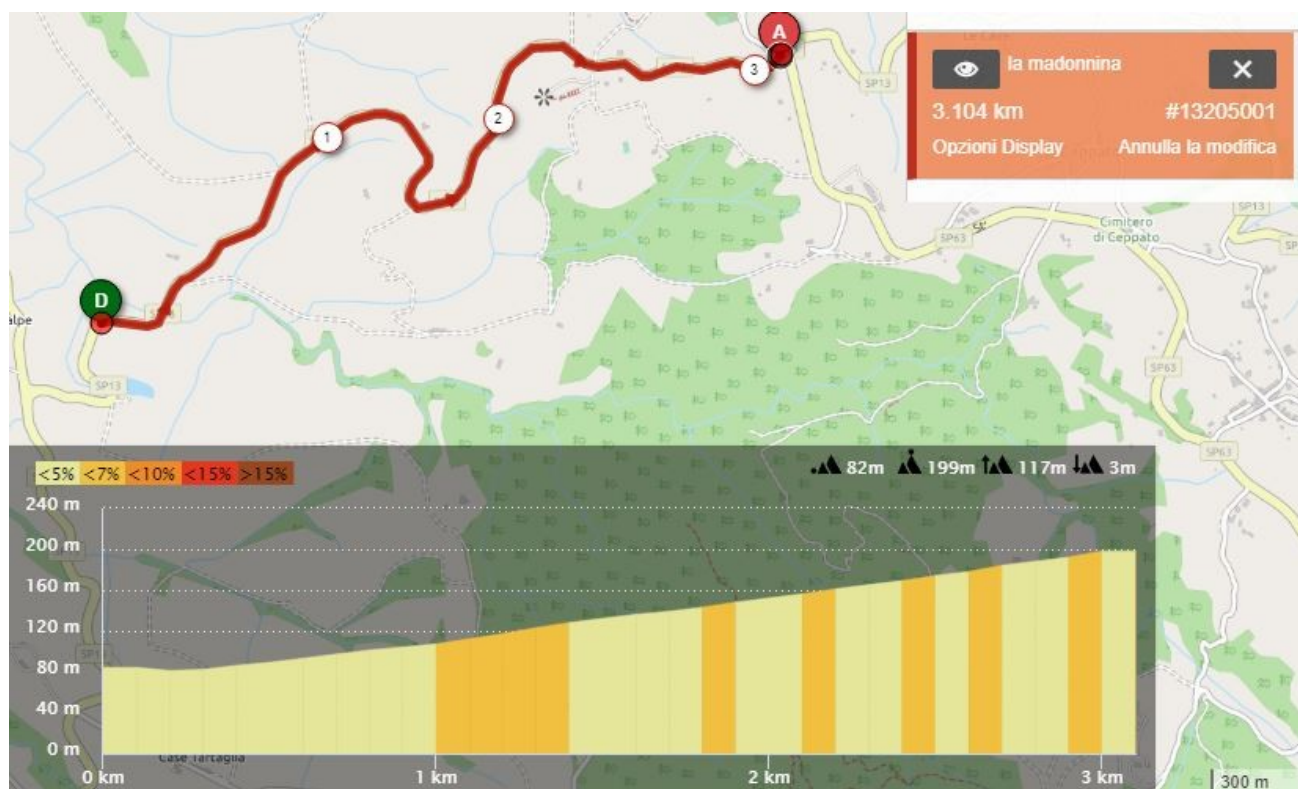 A
la madonnina
3.104 km
#13205001
Opzioni Display
Annulla la modifica
SP13
3
2
1
D
alpe
SP13
SP63
Cimitero
di Ceppato
SP13
SP63
SP63
<5% <7% <10% <15% >15%
82m 199m 117m 3m
240 m
200 m
160 m
120 m
80 m
40 m
0 m
Case Tartaglia
0 km
1 km
2 km
3 km
300 m